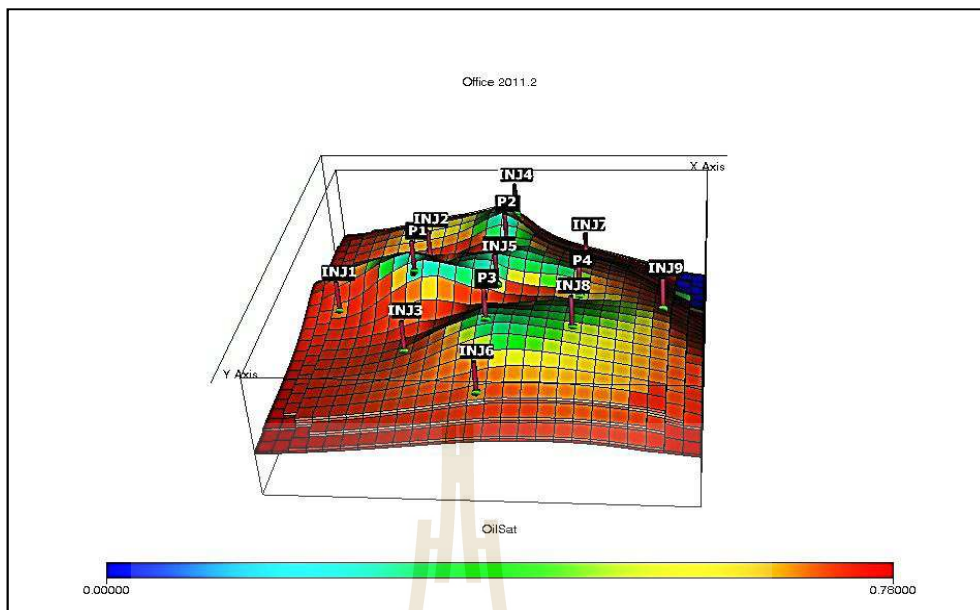 Office 2011.2
X Axis
INJ4
P2
INJ2
INJ7
P1
INJ5
P4
INJ1
INJ9
P3
INJ8
INJ3
INJ6
Y Axis
OilSat
0.00000
0.78000